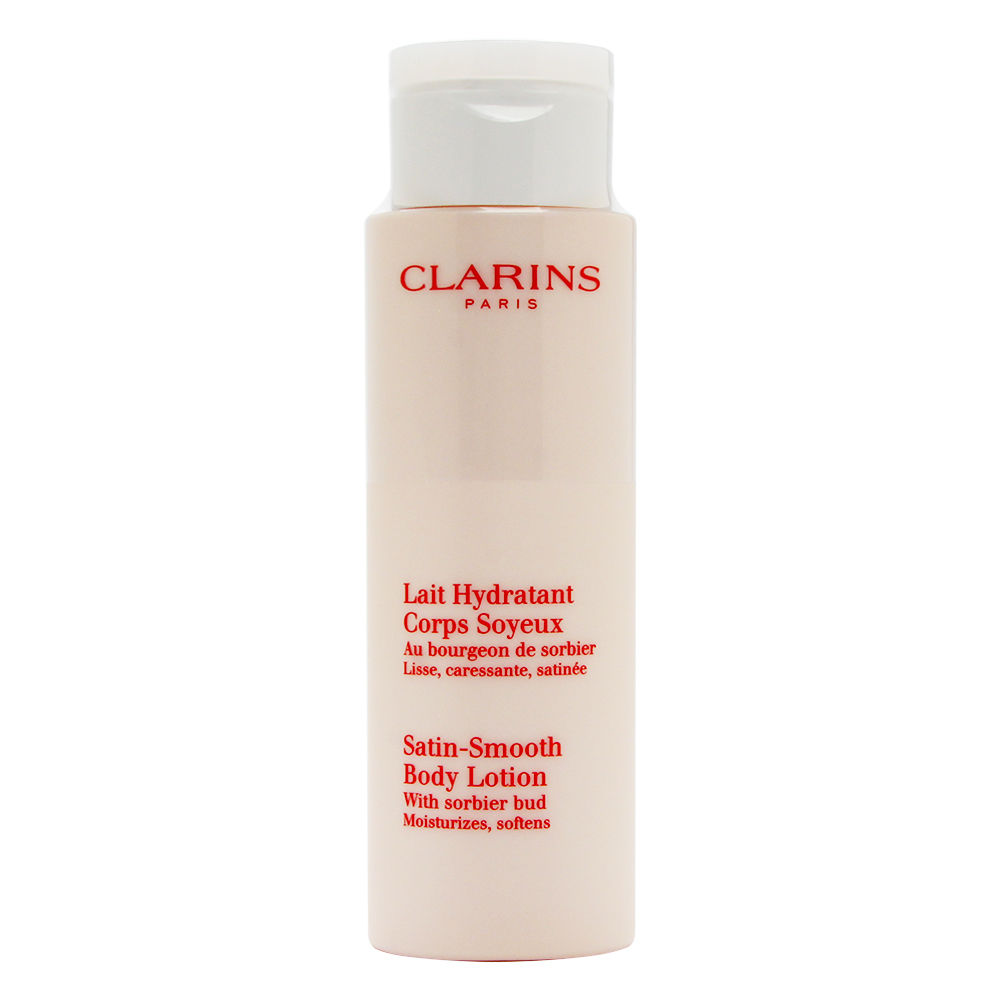 CLARINS
PARIS
Lait Hydratant
Corps Soyeux
Au bourgeon de sorbier
Lisse, caressante, satinée
Satin-Smooth
Body Lotion
With sorbier bud
Moisturizes, softens